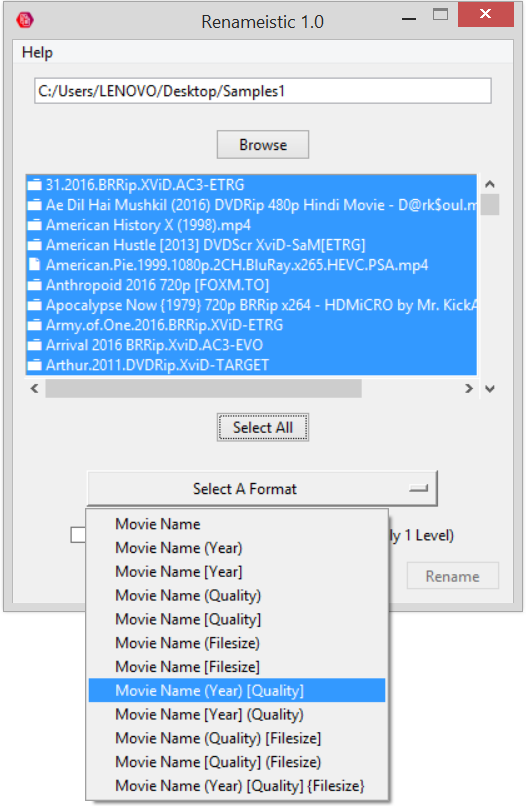 Renameistic 1.0
Help
C:/Users/LENOVO/Desktop/Samples1
Browse
31.2016.BRRip.XViD.AC3-ETRG
Ae Dil Hai Mushkil (2016) DVDRip 480p Hindi Movie - D@rk$oul.m
American History X (1998).mp4
American Hustle [2013] DVDScr XviD-SaM[ETRG]
American.Pie.1999.1080p.2CH.BluRay.x265.HEVC.PSA.mp4
Anthropoid 2016 720p [FOXM.TO]
Apocalypse Now {1979} 720p BRRip x264 - HDMiCRO by Mr. KickA
Army.of.One.2016.BRRip.XViD-ETRG
Arrival 2016 BRRip.XviD.AC3-EVO
Arthur.2011.DVDRip.XviD-TARGET
Select All
Select A Format
Movie Name
ly 1 Level)
Movie Name (Year)
Movie Name [Year]
Rename
Movie Name (Quality)
Movie Name [Quality]
Movie Name (Filesize)
Movie Name [Filesize]
Movie Name (Year) [Quality]
Movie Name [Year] (Quality)
Movie Name (Quality) [Filesize]
Movie Name [Quality] (Filesize)
Movie Name (Year) [Quality] {Filesize}